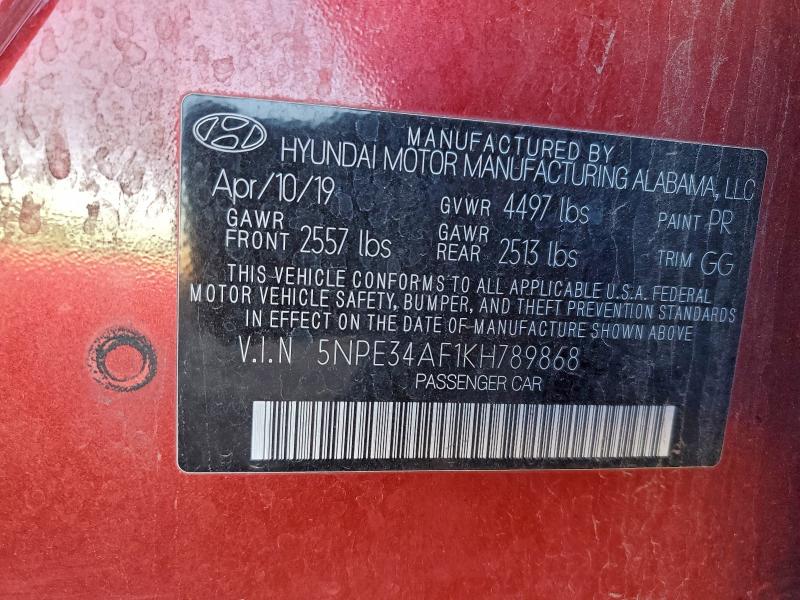 MANUFACTURED BY
HYUNDAI MOTOR MANUFACTURING ALABAMA, LLC
Apr/10/19 GVWR 4497 lbs PAINT PR
GAWR FRONT 2557 lbs GAWR REAR 2513 lbs TRIM GG
THIS VEHICLE CONFORMS TO ALL APPLICABLE U.S.A. FEDERAL
MOTOR VEHICLE SAFETY, BUMPER, AND THEFT PREVENTION STANDARDS
IN EFFECT ON THE DATE OF MANUFACTURE SHOWN ABOVE.
V.I.N 5NPE34AF1KH789868
PASSENGER CAR